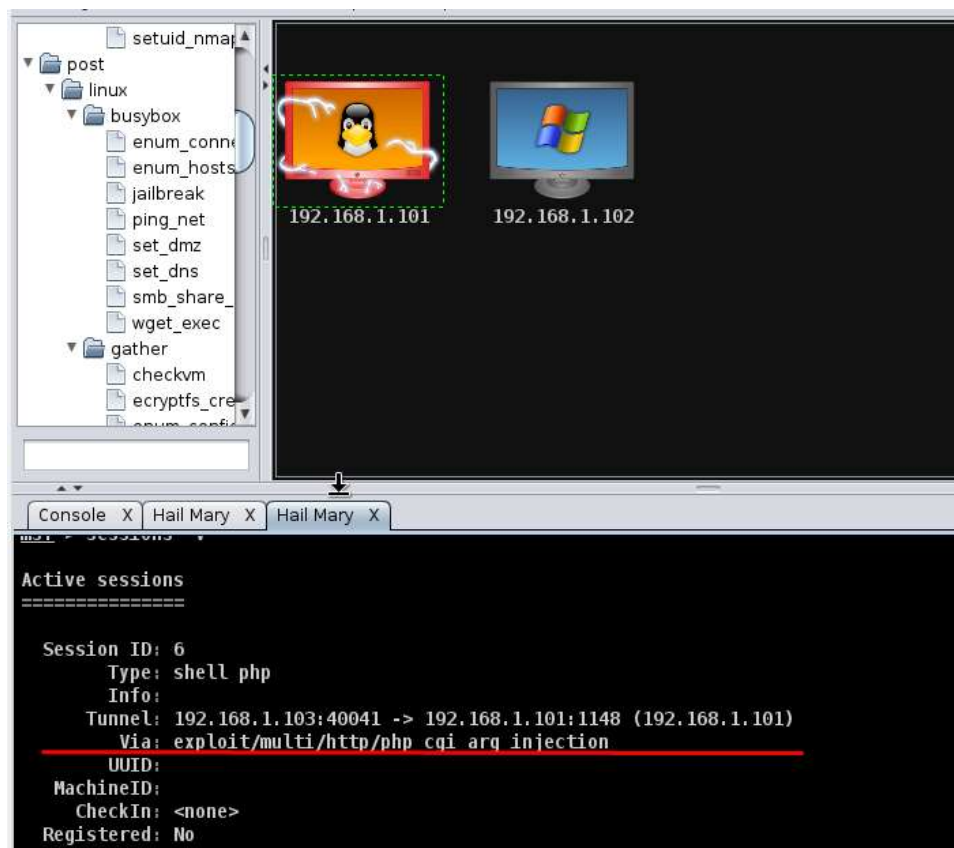 setuid_nmap
post
linux
busybox
enum_conne
enum_hosts
jailbreak
ping_net
set_dmz
set_dns
smb_share_
wget_exec
gather
checkvm
ecryptfs_cre
192.168.1.101
192.168.1.102
Console X
Hail Mary X
Hail Mary X
msf > sessions -v
Active sessions
===============
Session ID: 6
Type: shell php
Info:
Tunnel: 192.168.1.103:40041 -> 192.168.1.101:1148 (192.168.1.101)
Via: exploit/multi/http/php_cgi_arg_injection
UUID:
MachineID:
CheckIn: <none>
Registered: No